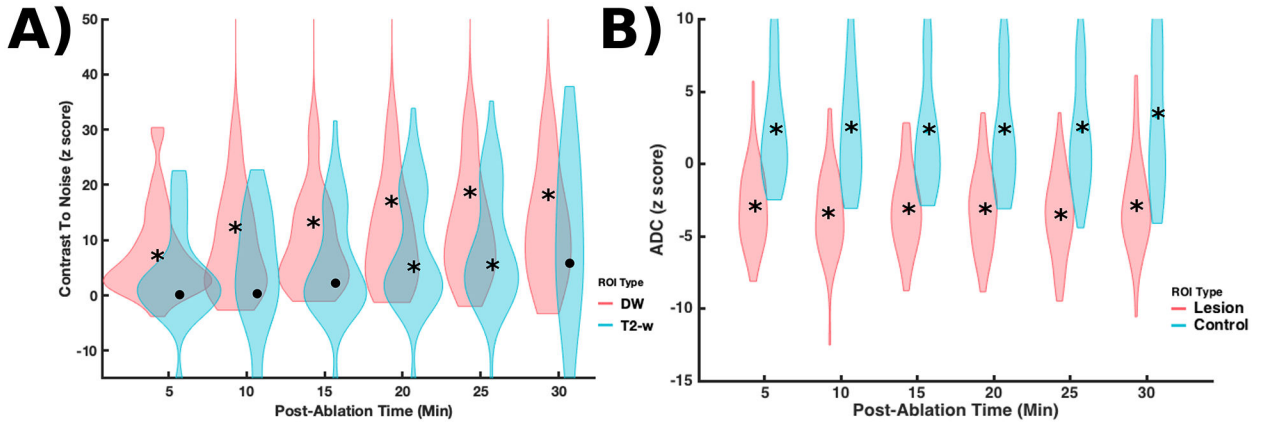 A)
Contrast To Noise (z score)
50
40
30
20
10
0
-10
5 10 15 20 25 30
Post-Ablation Time (Min)
ROI Type
DW
T2-w
B)
ADC (z score)
10
5
0
-5
-10
-15
5 10 15 20 25 30
Post-Ablation Time (Min)
ROI Type
Lesion
Control